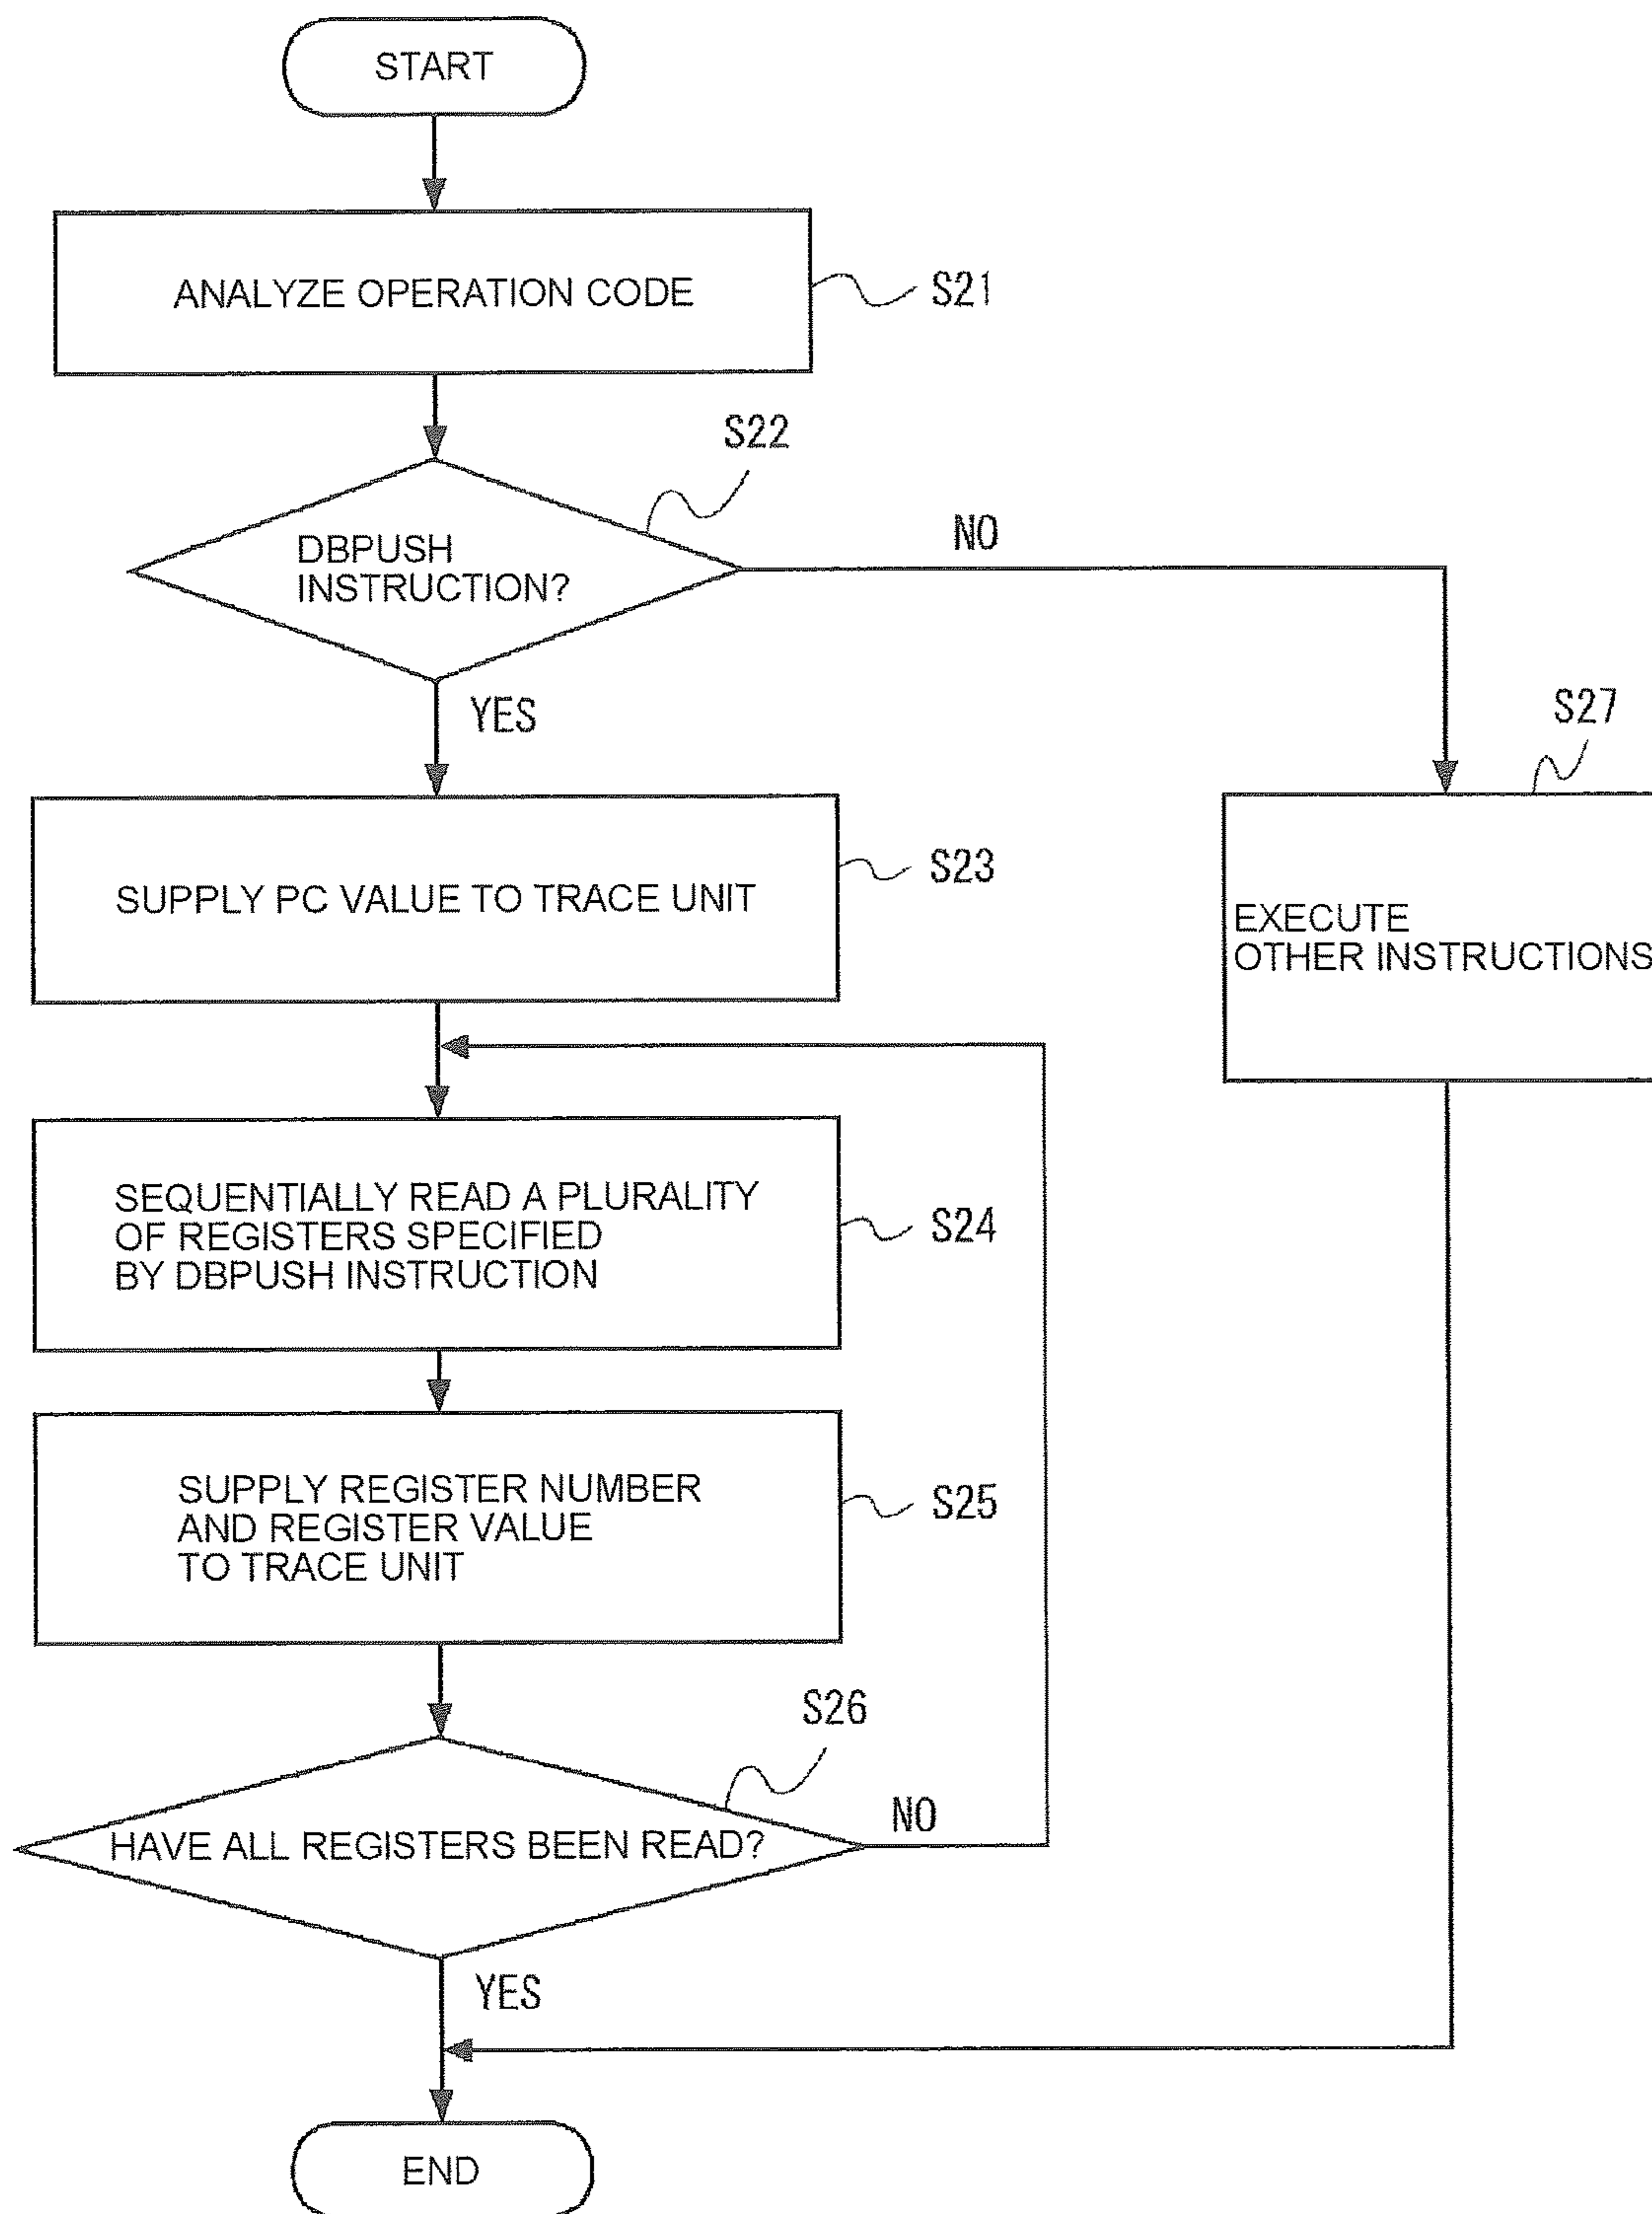 START
ANALYZE OPERATION CODE
S21
S22
DBPUSH
INSTRUCTION?
NO
YES
S27
SUPPLY PC VALUE TO TRACE UNIT
S23
EXECUTE
OTHER INSTRUCTIONS
SEQUENTIALLY READ A PLURALITY
OF REGISTERS SPECIFIED
BY DBPUSH INSTRUCTION
S24
SUPPLY REGISTER NUMBER
AND REGISTER VALUE
TO TRACE UNIT
S25
S26
HAVE ALL REGISTERS BEEN READ?
NO
YES
END